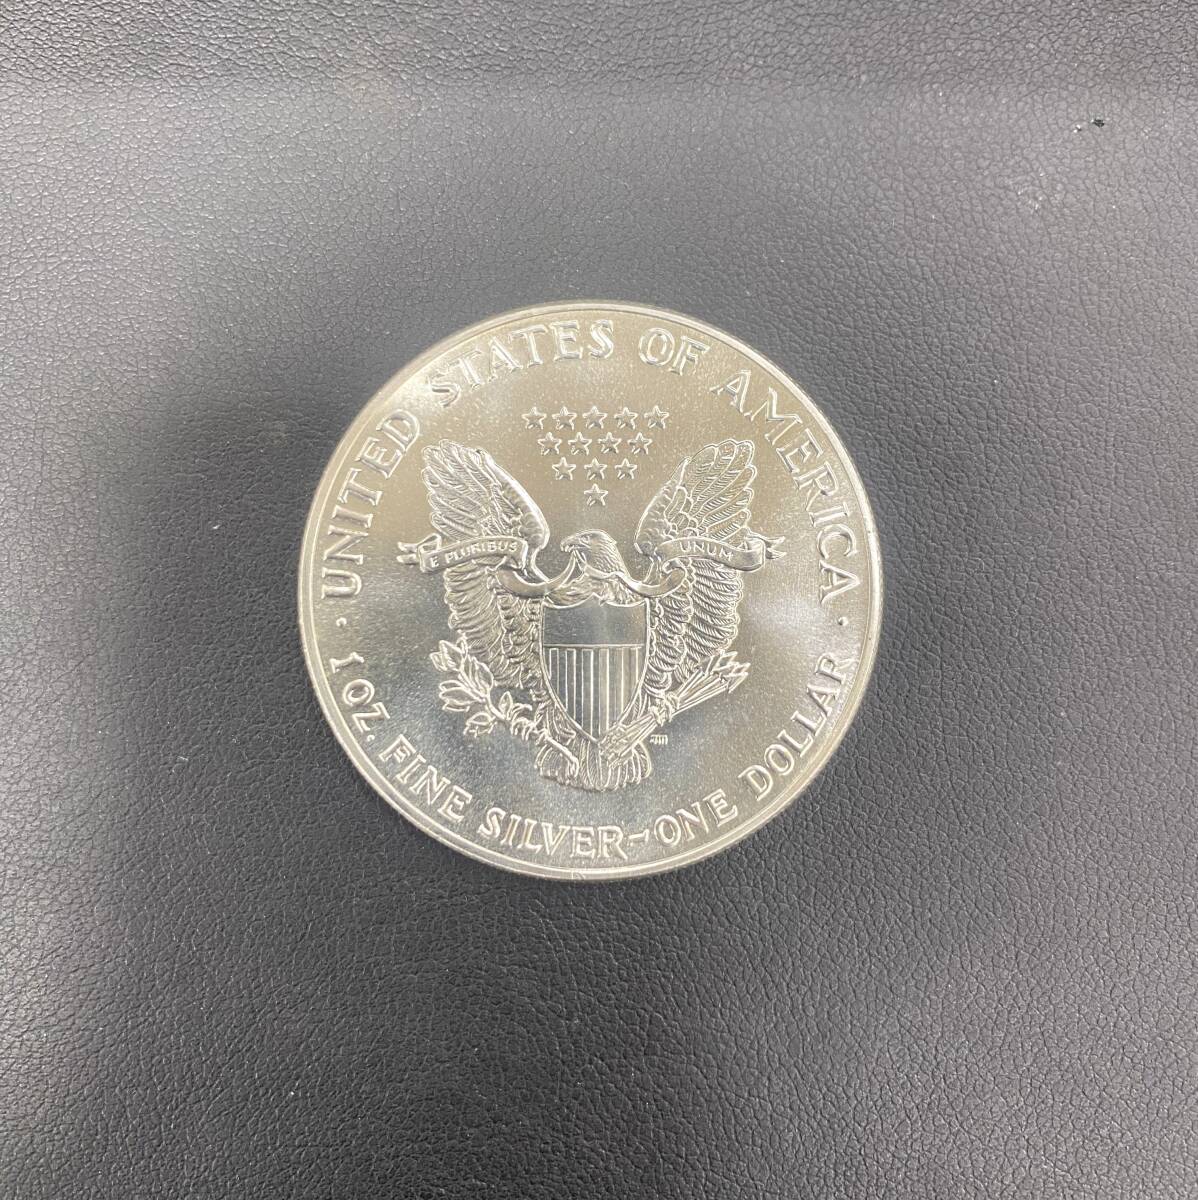 UNITED STATES OF AMERICA
E PLURIBUS UNUM
1 OZ. FINE SILVER~ONE DOLLAR